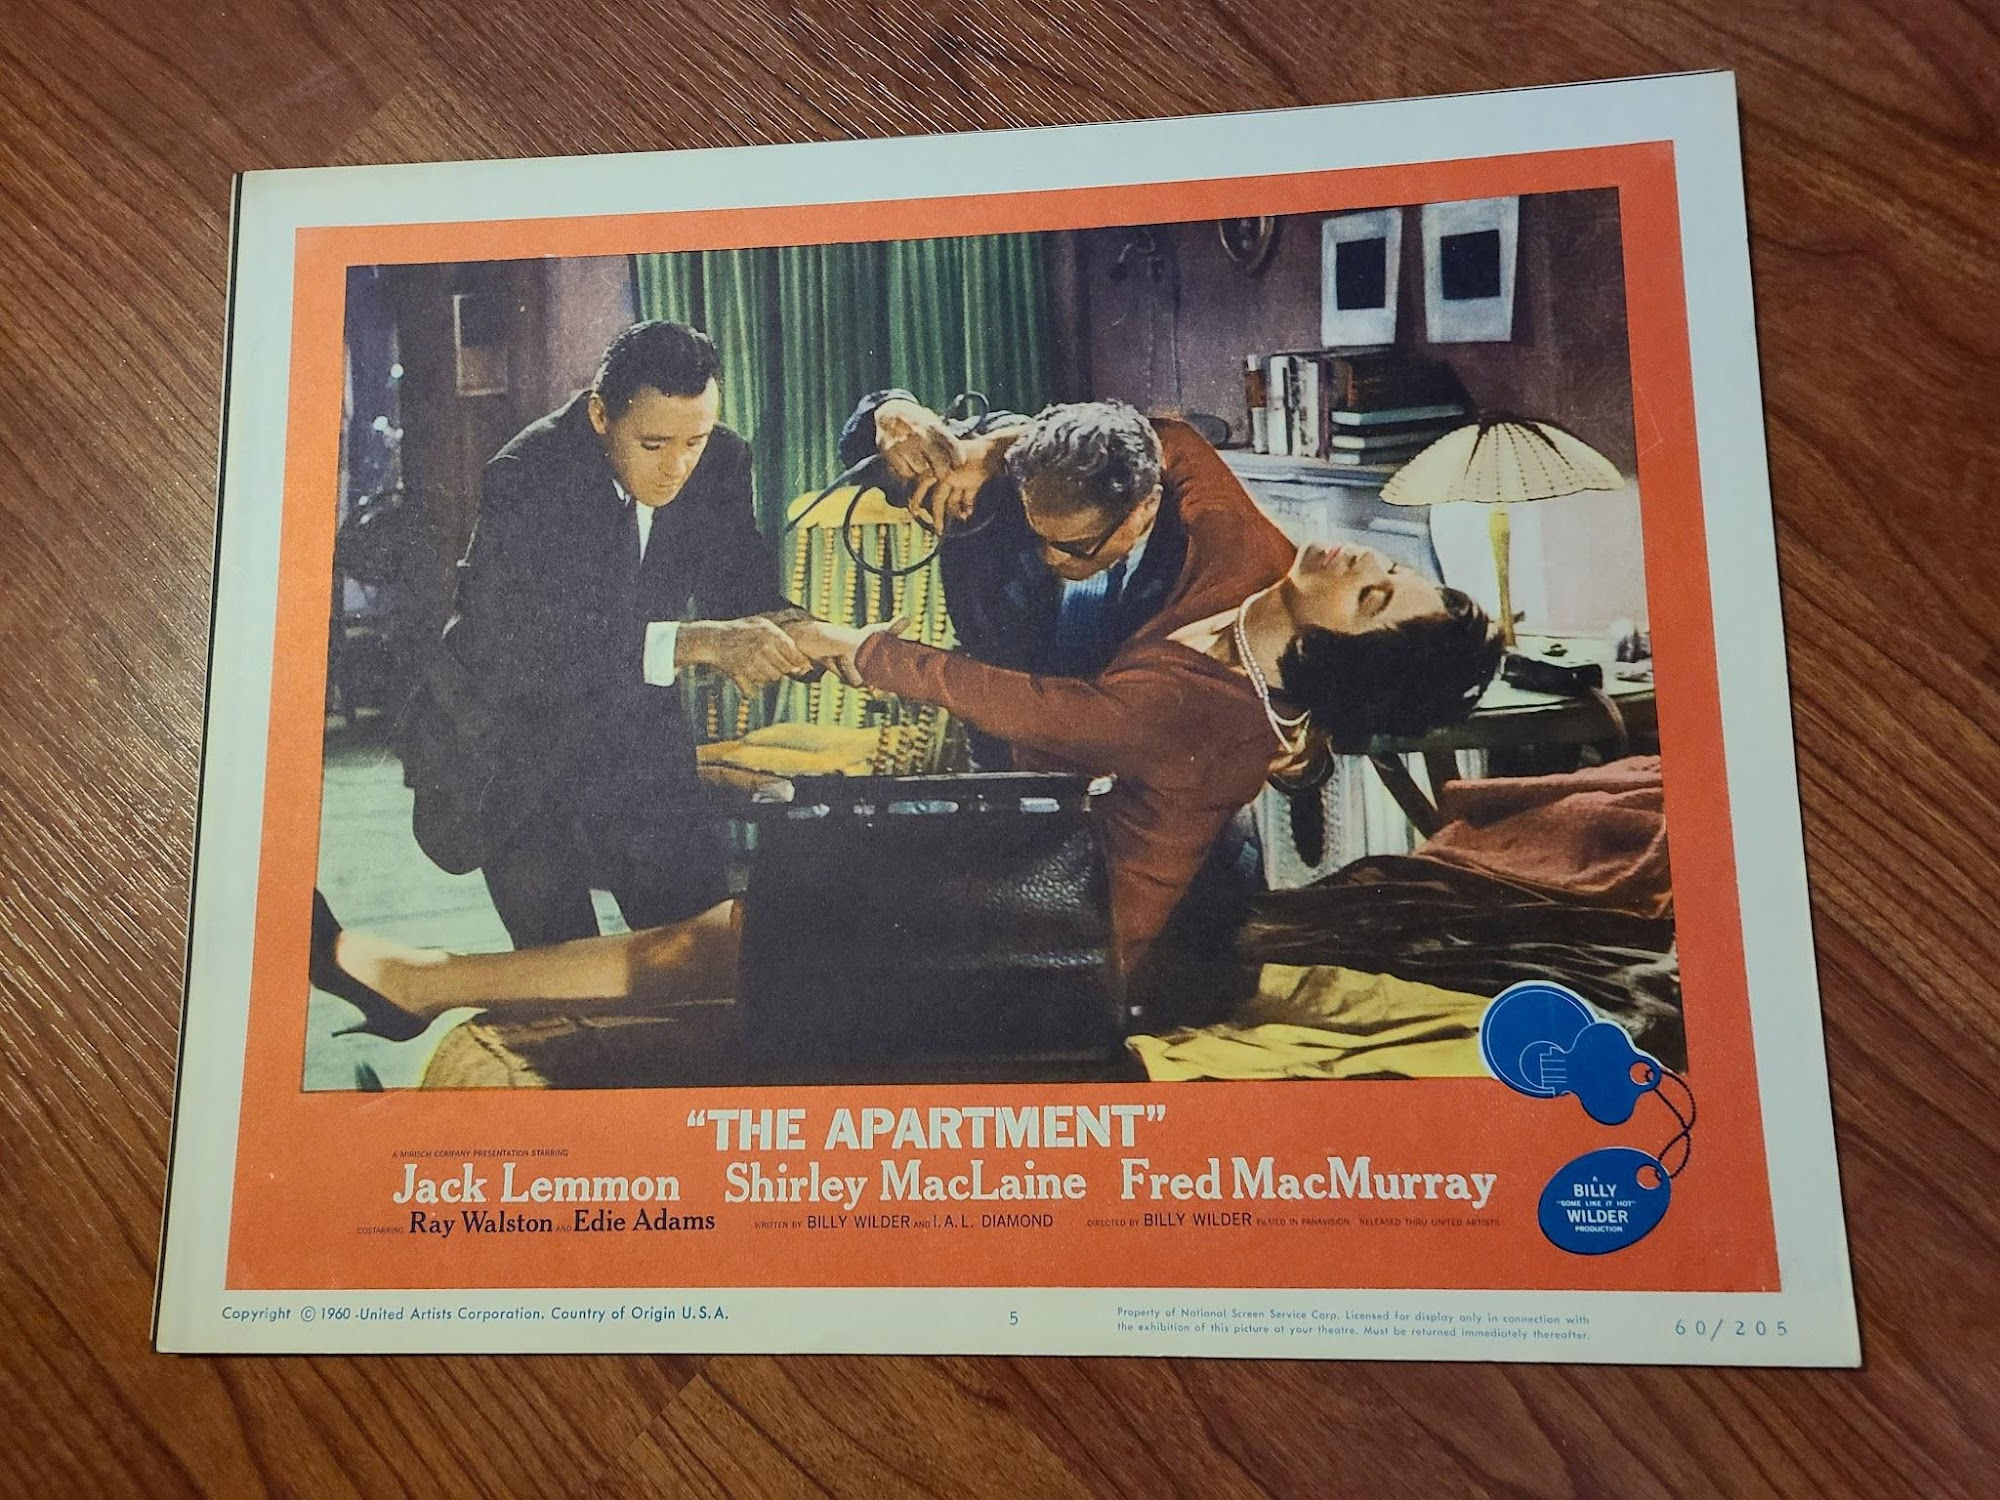 "THE APARTMENT"
A MIRISCH COMPANY PRESENTATION STARRING
Jack Lemmon Shirley MacLaine Fred MacMurray
COSTARRING Ray Walston AND Edie Adams WRITTEN BY BILLY WILDER AND I. A. L. DIAMOND DIRECTED BY BILLY WILDER FILMED IN PANAVISION RELEASED THRU UNITED ARTISTS
A
BILLY
"SOME LIKE IT HOT"
WILDER
PRODUCTION
Copyright © 1960 - United Artists Corporation. Country of Origin U. S. A.
5
Property of National Screen Service Corp. Licensed for display only in connection with
the exhibition of this picture at your theatre. Must be returned immediately thereafter.
60/205